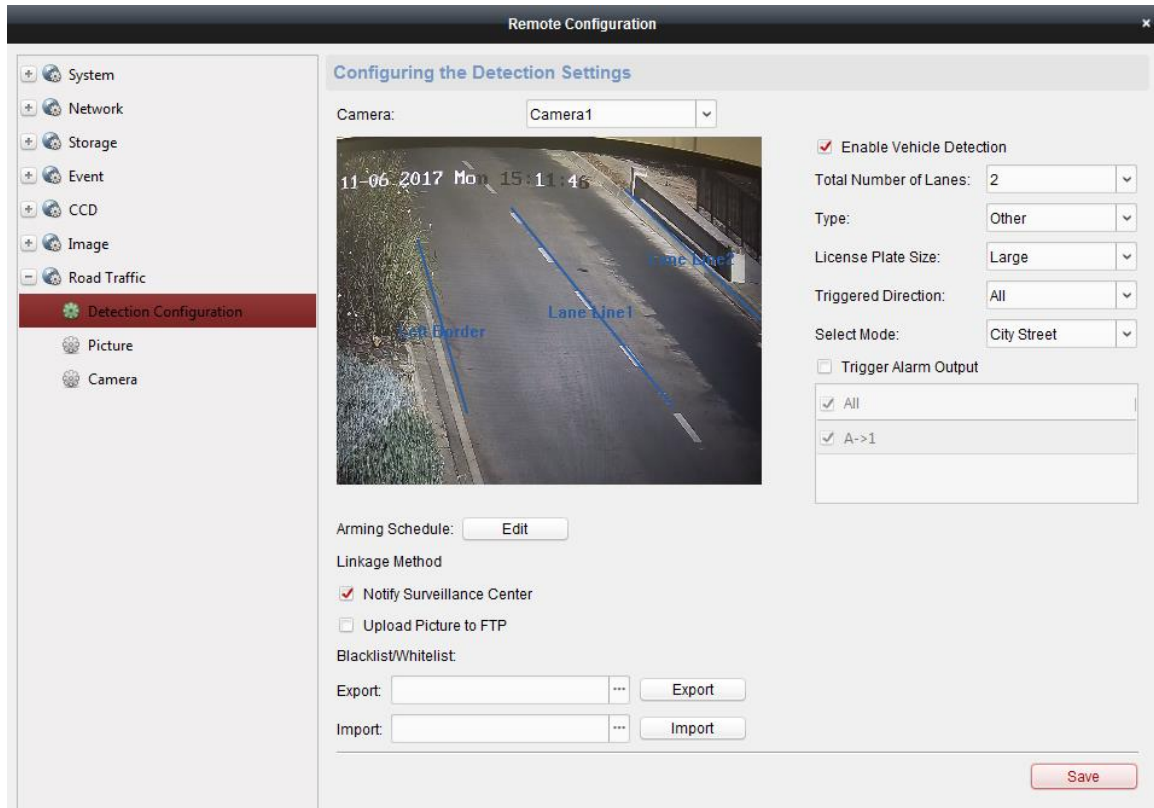 Remote Configuration
System
Network
Storage
Event
CCD
Image
Road Traffic
Detection Configuration
Picture
Camera
Configuring the Detection Settings
Camera: Camera1
11-06 2017 Mon 15:11:46
Left Border
Lane Line1
Lane Line2
Enable Vehicle Detection
Total Number of Lanes: 2
Type: Other
License Plate Size: Large
Triggered Direction: All
Select Mode: City Street
Trigger Alarm Output
All
A->1
Arming Schedule: Edit
Linkage Method
Notify Surveillance Center
Upload Picture to FTP
Blacklist/Whitelist:
Export: ... Export
Import: ... Import
Save